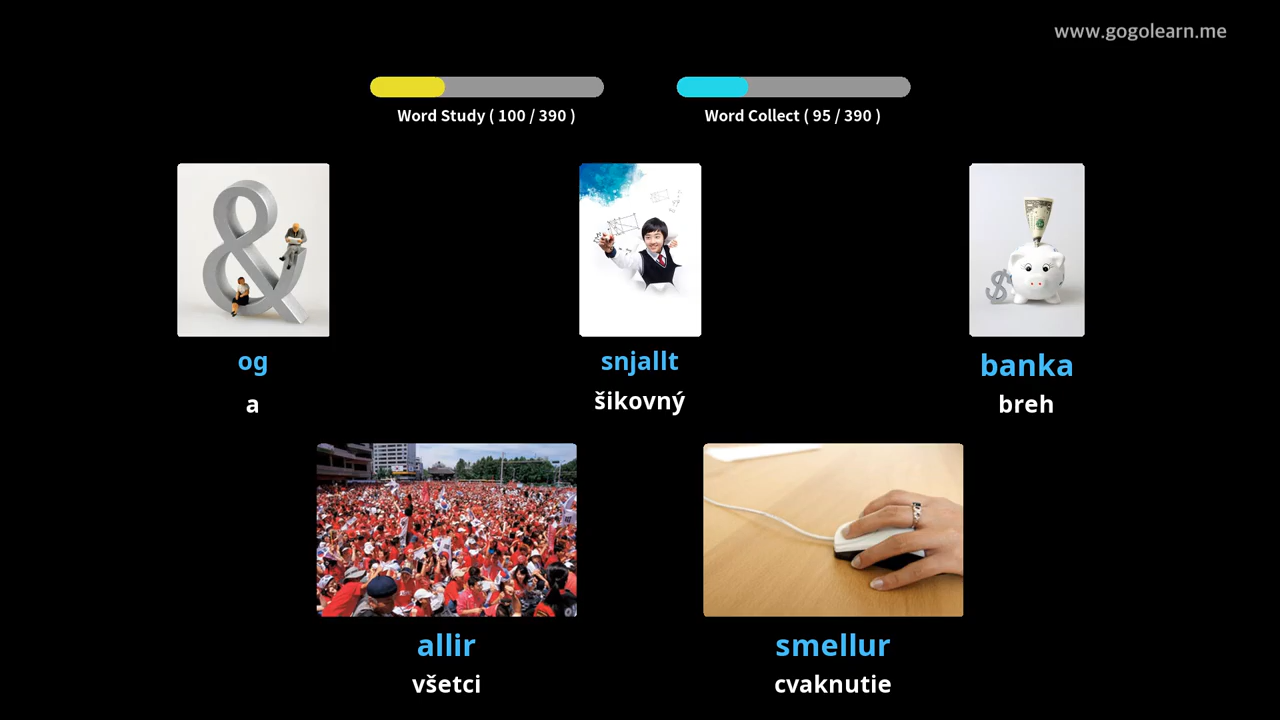 www.gogolearn.me
Word Study ( 100 / 390 )
Word Collect ( 95 / 390 )
&
$
og
a
snjallt
šikovný
banka
breh
allir
všetci
smellur
cvaknutie